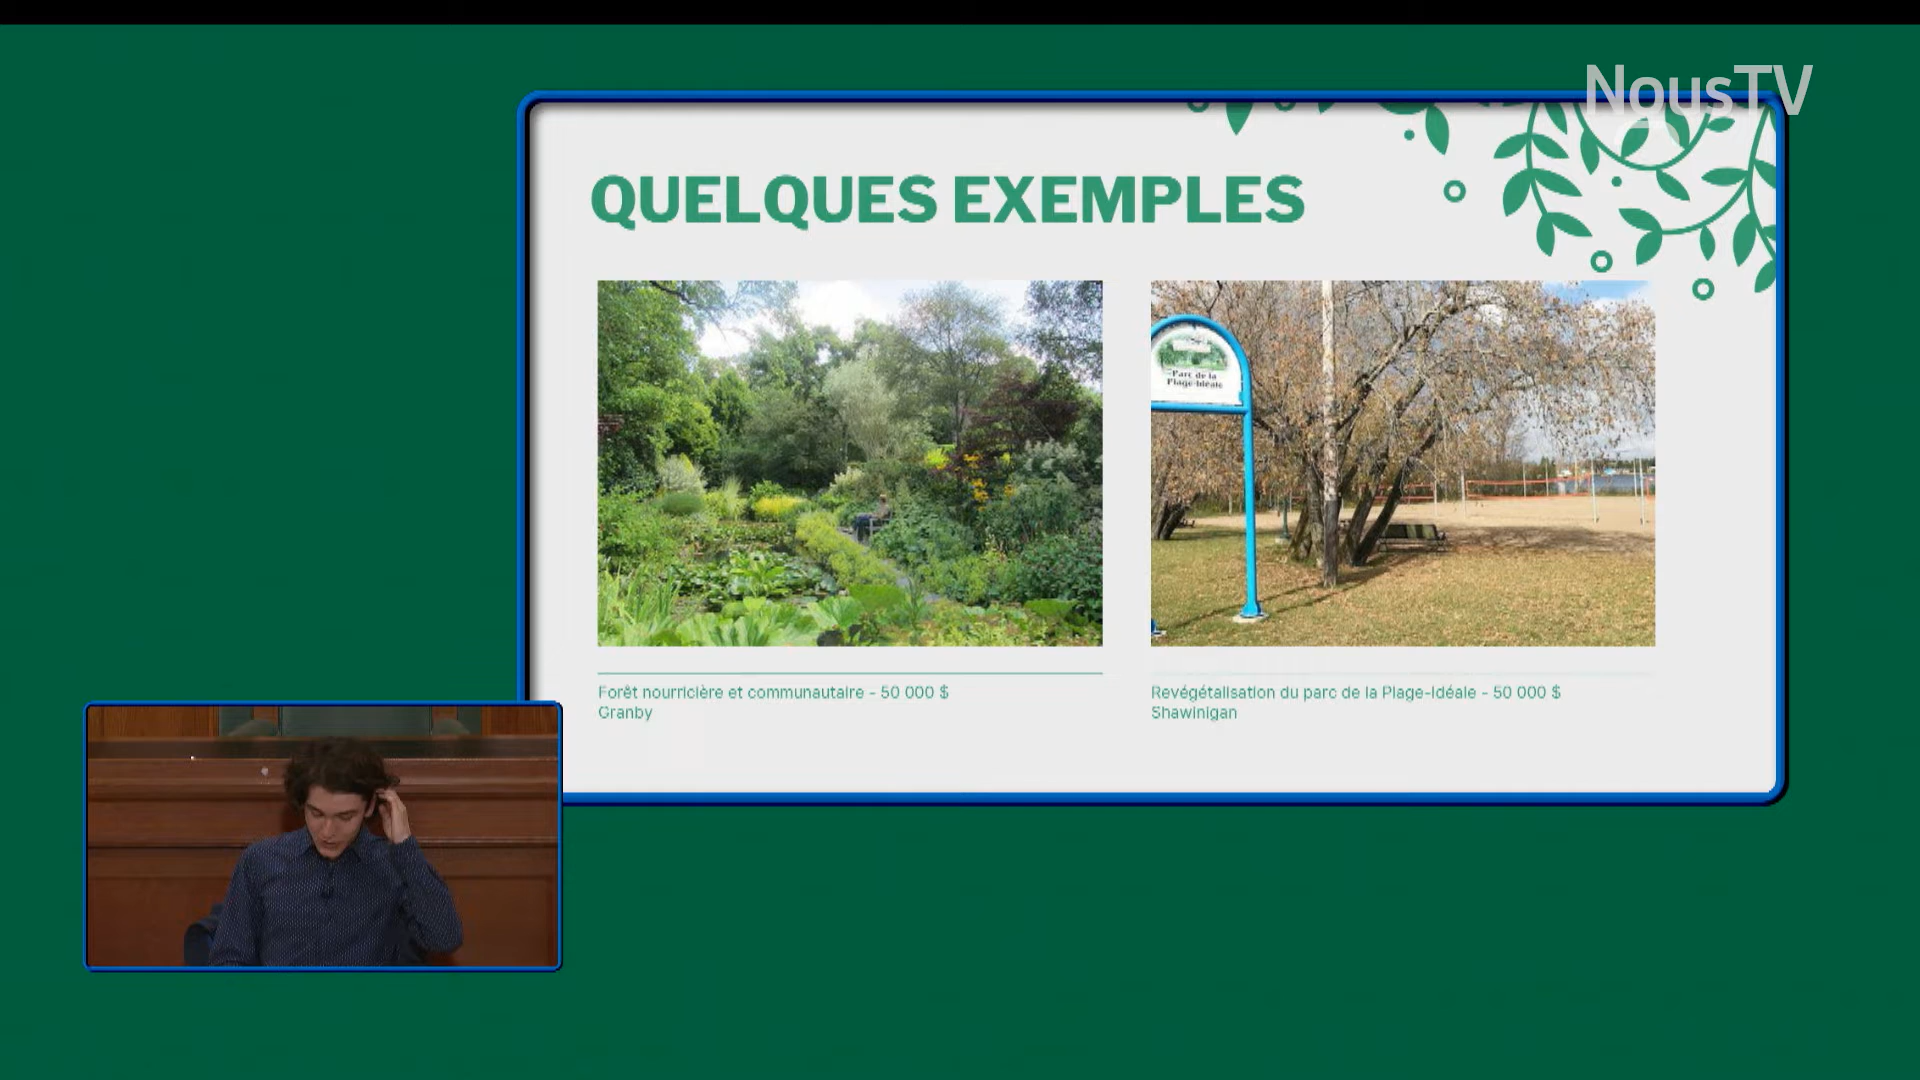 NousTV
QUELQUES EXEMPLES
Parc de la
Plage-Idéale
Forêt nourricière et communautaire - 50 000 $
Granby
Revégétalisation du parc de la Plage-Idéale - 50 000 $
Shawinigan